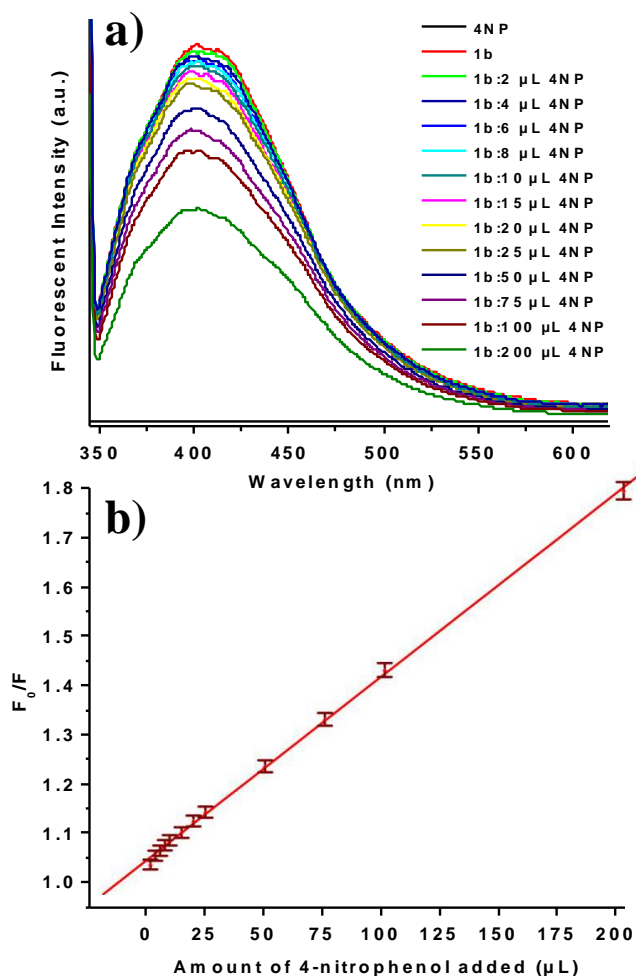 a)
4NP
1b
1b:2 µL 4NP
1b:4 µL 4NP
1b:6 µL 4NP
1b:8 µL 4NP
1b:10 µL 4NP
1b:15 µL 4NP
1b:20 µL 4NP
1b:25 µL 4NP
1b:50 µL 4NP
1b:75 µL 4NP
1b:100 µL 4NP
1b:200 µL 4NP
Fluorescent Intensity (a.u.)
350 400 450 500 550 600
Wavelength (nm)
b)
1.8
1.7
1.6
1.5
1.4
1.3
1.2
1.1
1.0
F0/F
0 25 50 75 100 125 150 175 200
Amount of 4-nitrophenol added (µL)